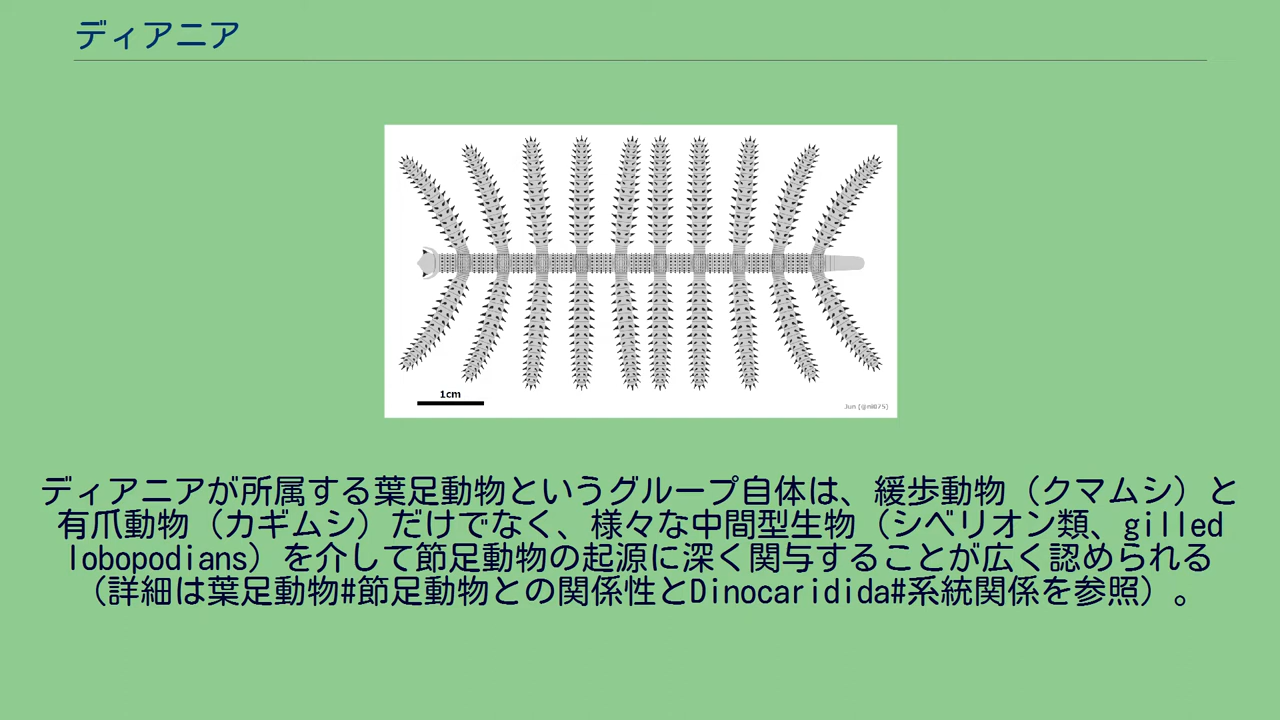 ディアニア
1cm
Jun (@ni075)
ディアニアが所属する葉足動物というグループ自体は、緩歩動物（クマムシ）と
有爪動物（カギムシ）だけでなく、様々な中間型生物（シベリオン類、gilled
lobopodians）を介して節足動物の起源に深く関与することが広く認められる
（詳細は葉足動物#節足動物との関係性とDinocaridida#系統関係を参照）。